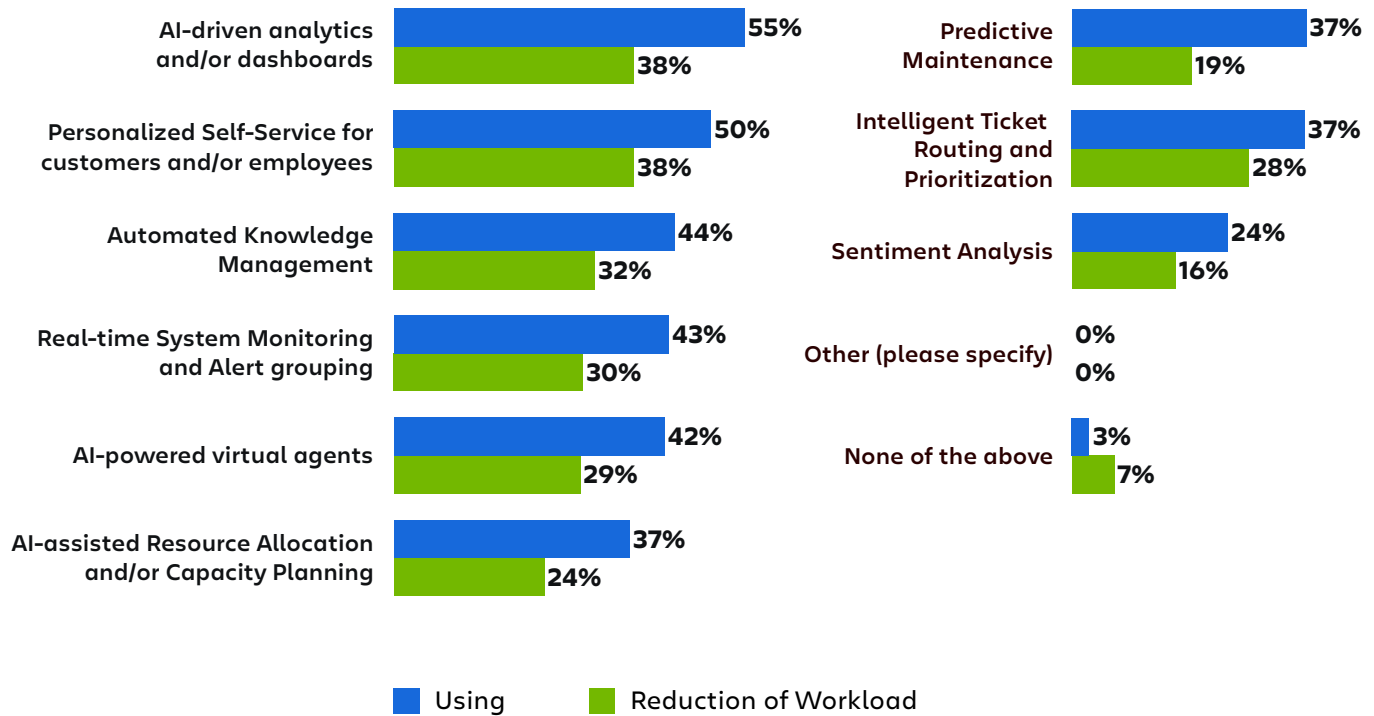 AI-driven analytics
and/or dashboards
55%
38%
Personalized Self-Service for
customers and/or employees
50%
38%
Automated Knowledge
Management
44%
32%
Real-time System Monitoring
and Alert grouping
43%
30%
AI-powered virtual agents
42%
29%
AI-assisted Resource Allocation
and/or Capacity Planning
37%
24%
Predictive
Maintenance
37%
19%
Intelligent Ticket
Routing and
Prioritization
37%
28%
Sentiment Analysis
24%
16%
Other (please specify)
0%
0%
None of the above
3%
7%
Using
Reduction of Workload